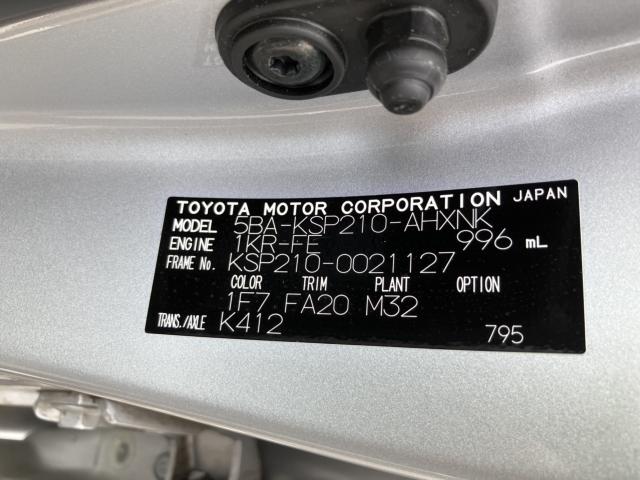 TOYOTA MOTOR CORPORATION JAPAN
MODEL 5BA-KSP210-AHXNK
ENGINE 1KR-FE 996 mL
FRAME No. KSP210-0021127
COLOR TRIM PLANT OPTION
1F7 FA20 M32
TRANS./AXLE K412
795